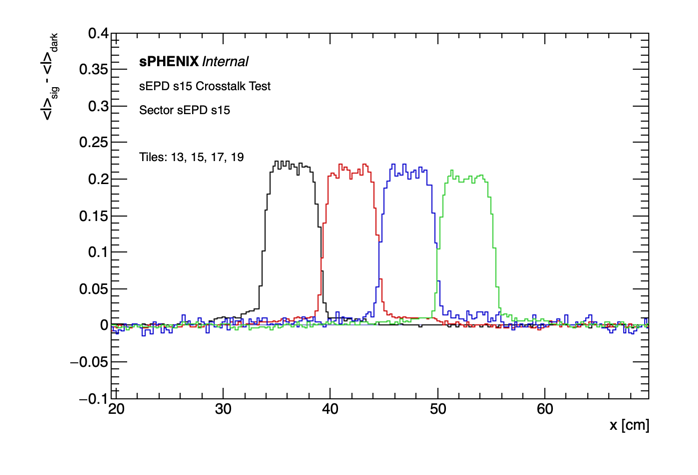 <I>sig - <I>dark
0.4
0.35
0.3
0.25
0.2
0.15
0.1
0.05
0
−0.05
−0.1
sPHENIX Internal
sEPD s15 Crosstalk Test
Sector sEPD s15
Tiles: 13, 15, 17, 19
20 30 40 50 60
x [cm]